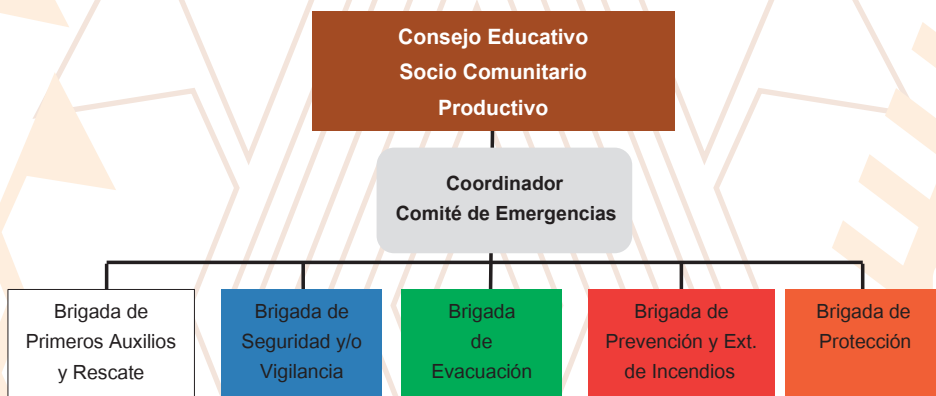 Consejo Educativo
Socio Comunitario
Productivo
Coordinador
Comité de Emergencias
Brigada de
Primeros Auxilios
y Rescate
Brigada de
Seguridad y/o
Vigilancia
Brigada
de
Evacuación
Brigada de
Prevención y Ext.
de Incendios
Brigada de
Protección